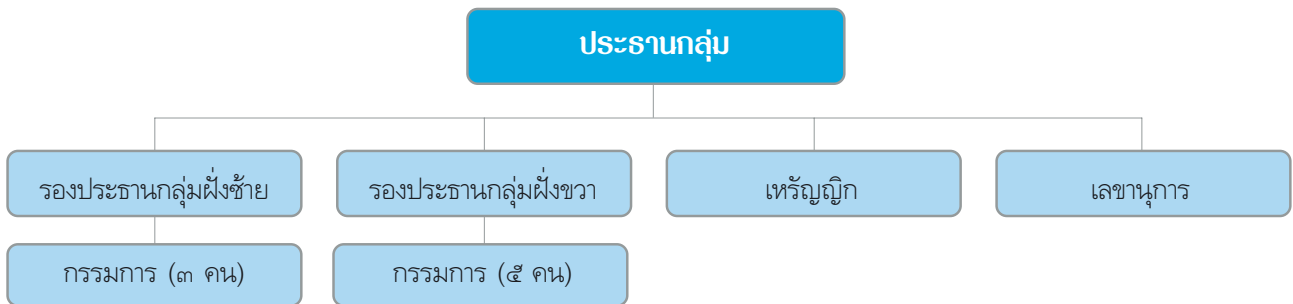 ประธานกลุ่ม
รองประธานกลุ่มฝั่งซ้าย
รองประธานกลุ่มฝั่งขวา
เหรัญญิก
เลขานุการ
กรรมการ (๓ คน)
กรรมการ (๕ คน)